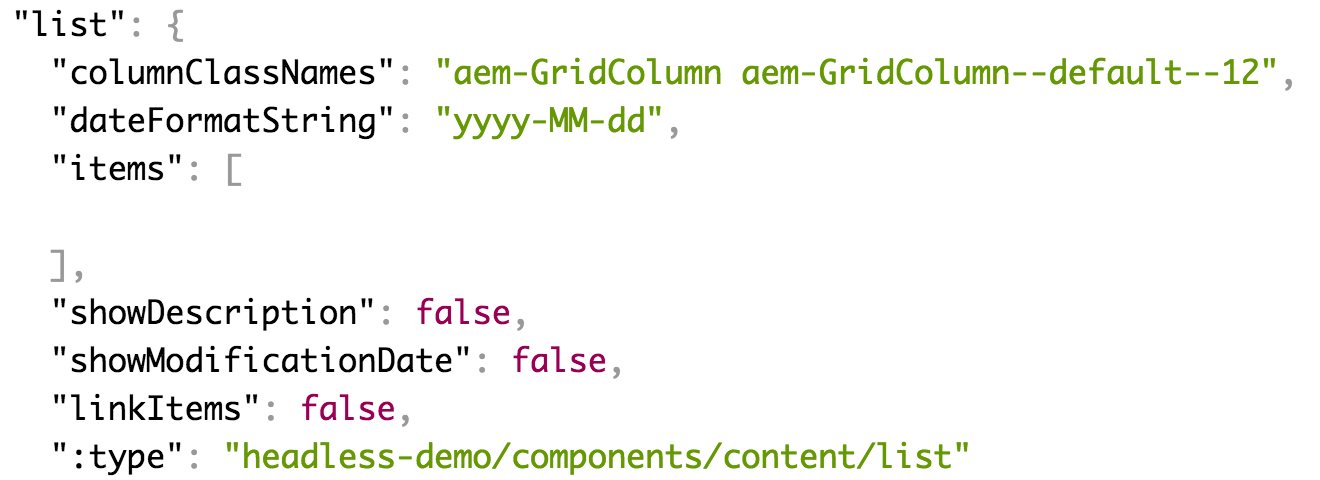 "list": {
"columnClassNames": "aem-GridColumn aem-GridColumn--default--12",
"dateFormatString": "yyyy-MM-dd",
"items": [
],
"showDescription": false,
"showModificationDate": false,
"linkItems": false,
":type": "headless-demo/components/content/list"